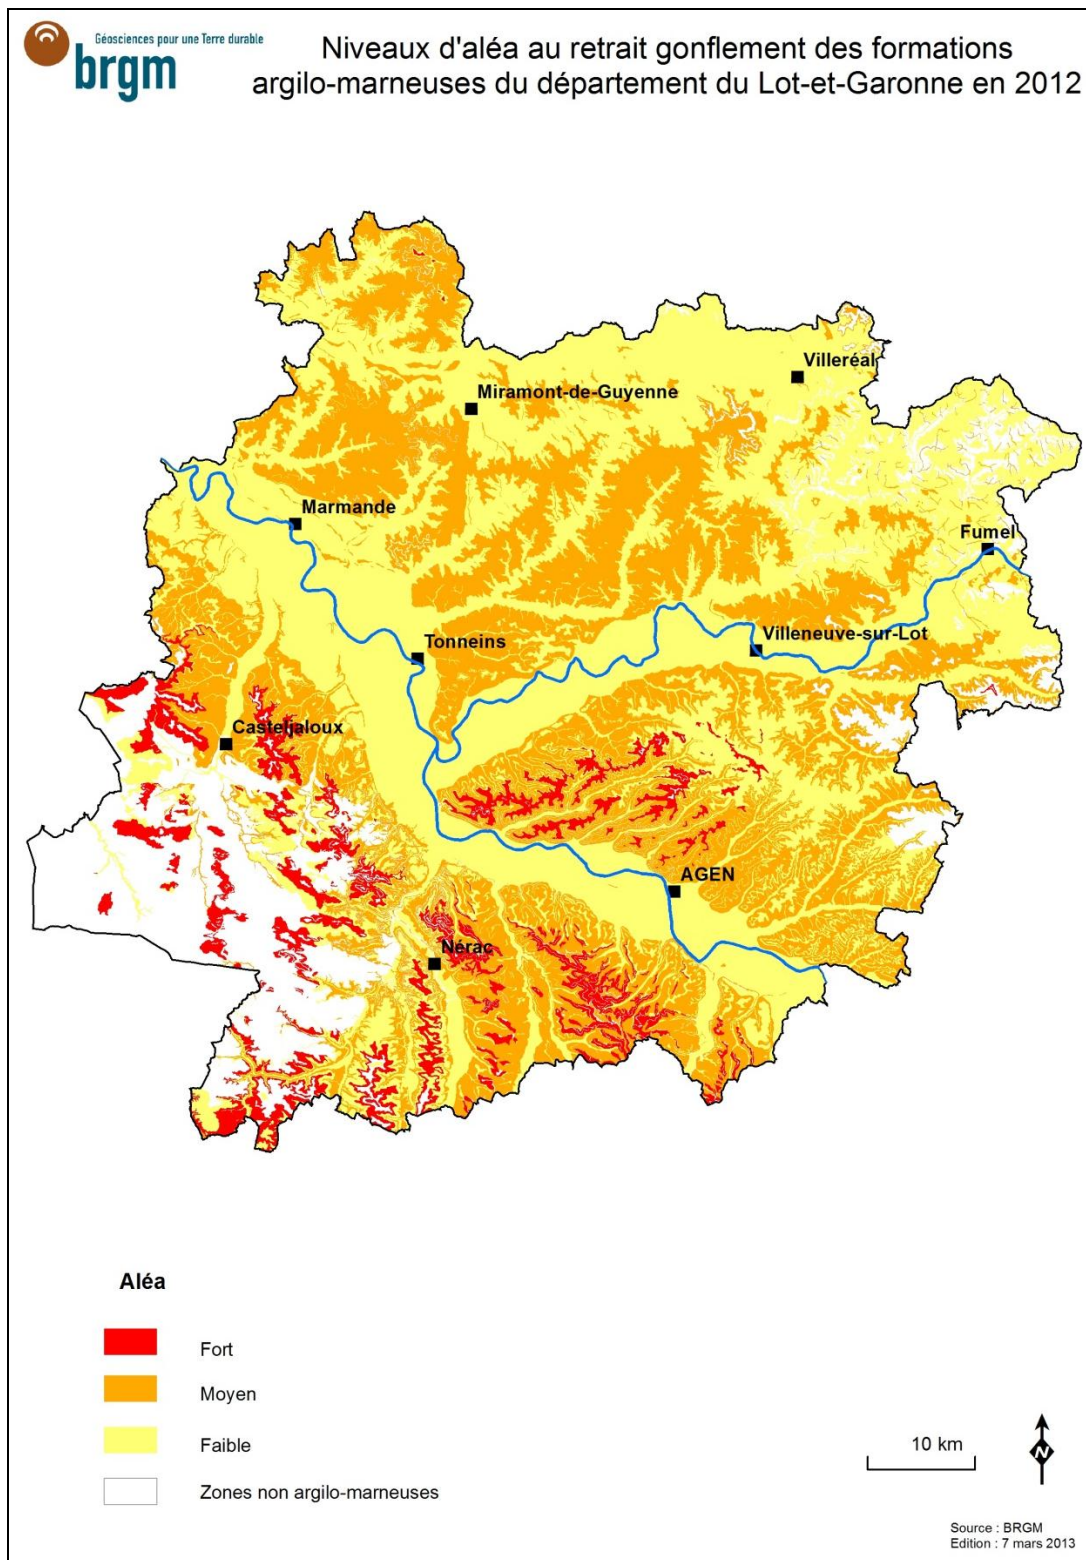 Géosciences pour une Terre durable
brgm
Niveaux d'aléa au retrait gonflement des formations
argilo-marneuses du département du Lot-et-Garonne en 2012
Villeréal
Miramont-de-Guyenne
Marmande
Fumel
Tonneins
Villeneuve-sur-Lot
Casteljaloux
AGEN
Nérac
Aléa
Fort
Moyen
Faible
Zones non argilo-marneuses
10 km
N
Source : BRGM
Edition : 7 mars 2013